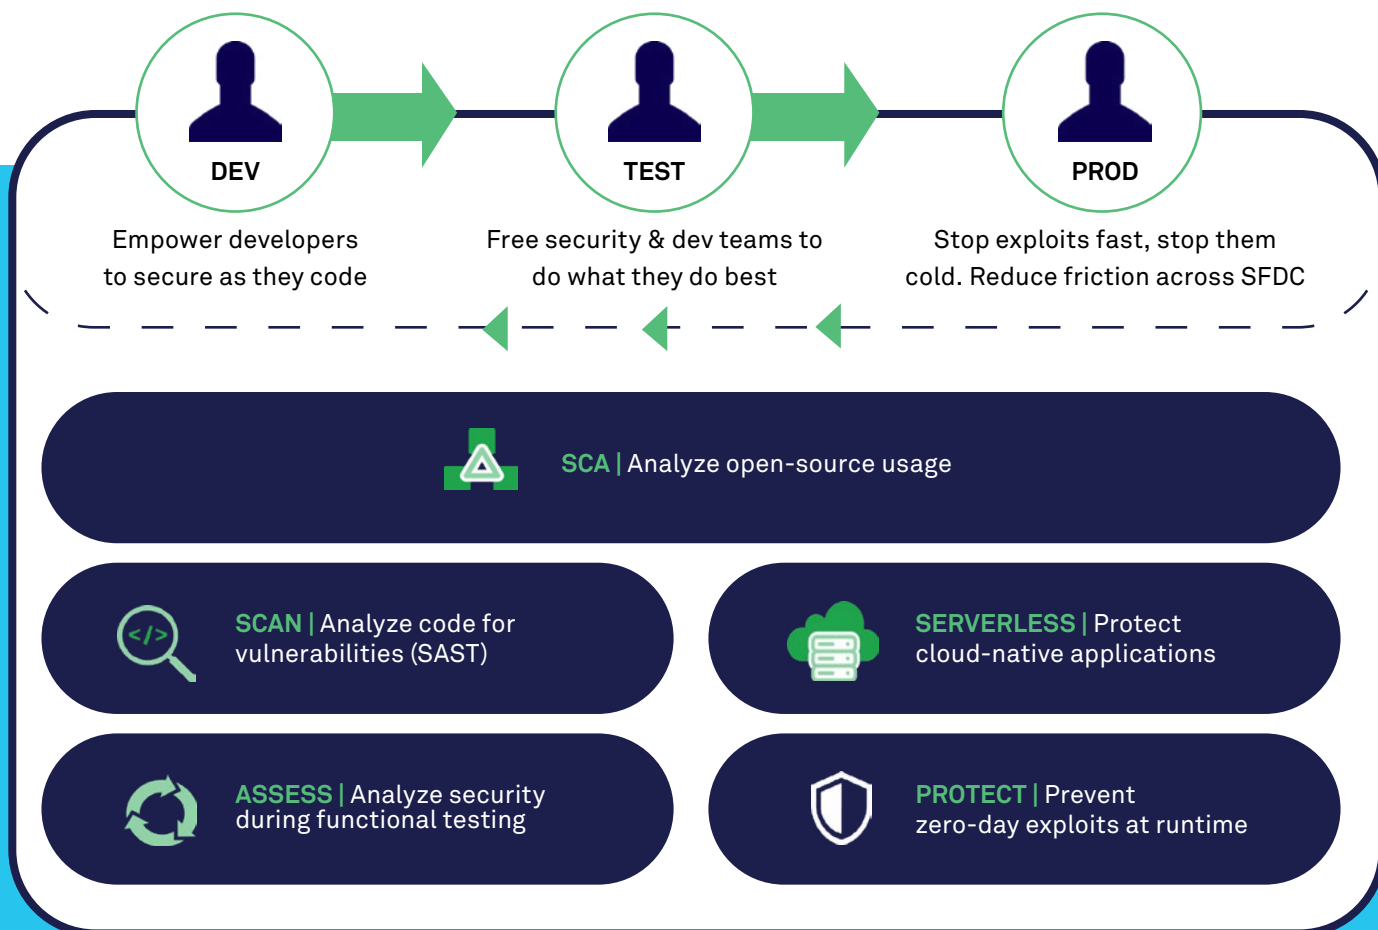 DEV
TEST
PROD
Empower developers
to secure as they code
Free security & dev teams to
do what they do best
Stop exploits fast, stop them
cold. Reduce friction across SFDC
SCA | Analyze open-source usage
</>
SCAN | Analyze code for
vulnerabilities (SAST)
SERVERLESS | Protect
cloud-native applications
ASSESS | Analyze security
during functional testing
PROTECT | Prevent
zero-day exploits at runtime